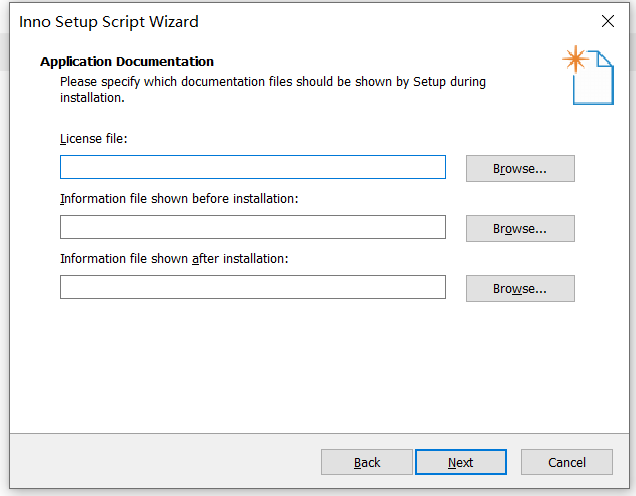 Inno Setup Script Wizard
Application Documentation
Please specify which documentation files should be shown by Setup during
installation.
License file:
Browse...
Information file shown before installation:
Browse...
Information file shown after installation:
Browse...
Back
Next
Cancel